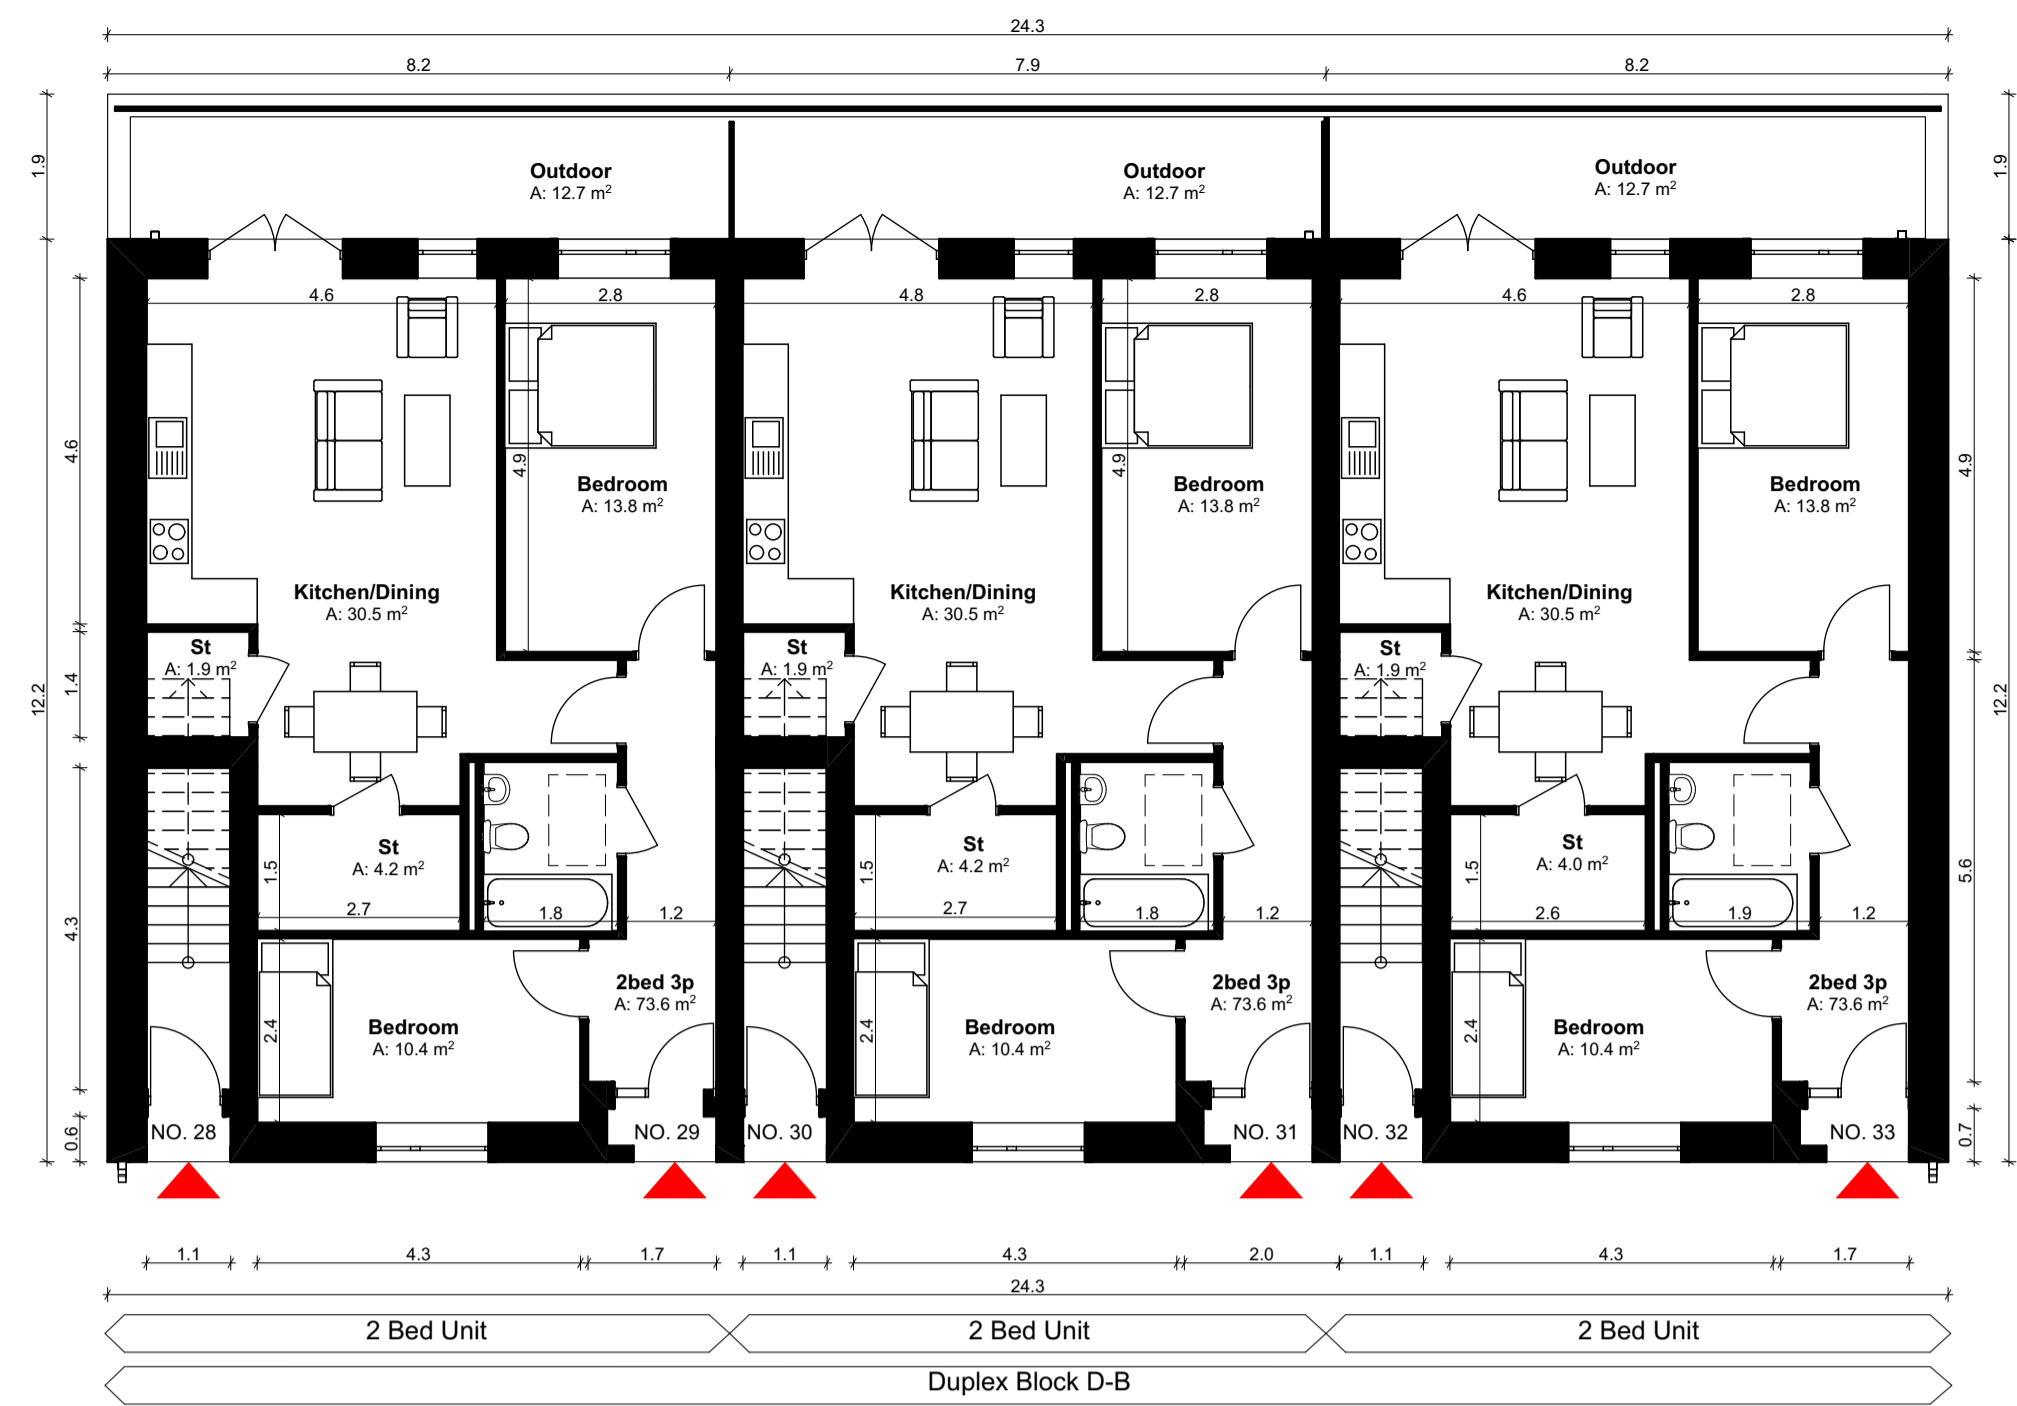 24.3
8.2 7.9 8.2
1.9 1.9
Outdoor
A: 12.7 m²
Outdoor
A: 12.7 m²
Outdoor
A: 12.7 m²
4.6 2.8 4.8 2.8 4.6 2.8
4.6 4.9 4.9 4.9
Bedroom
A: 13.8 m²
Bedroom
A: 13.8 m²
Bedroom
A: 13.8 m²
Kitchen/Dining
A: 30.5 m²
Kitchen/Dining
A: 30.5 m²
Kitchen/Dining
A: 30.5 m²
St
A: 1.9 m²
St
A: 1.9 m²
St
A: 1.9 m²
12.2 1.4 12.2
St
A: 4.2 m²
St
A: 4.2 m²
St
A: 4.0 m²
1.5 1.5 1.5 5.6
2.7 1.8 1.2 2.7 1.8 1.2 2.6 1.9 1.2
4.3
2bed 3p
A: 73.6 m²
2bed 3p
A: 73.6 m²
2bed 3p
A: 73.6 m²
2.4 2.4 2.4
Bedroom
A: 10.4 m²
Bedroom
A: 10.4 m²
Bedroom
A: 10.4 m²
0.6 NO. 28 NO. 29 NO. 30 NO. 31 NO. 32 NO. 33 0.7
1.1 4.3 1.7 1.1 4.3 2.0 1.1 4.3 1.7
24.3
2 Bed Unit 2 Bed Unit 2 Bed Unit
Duplex Block D-B